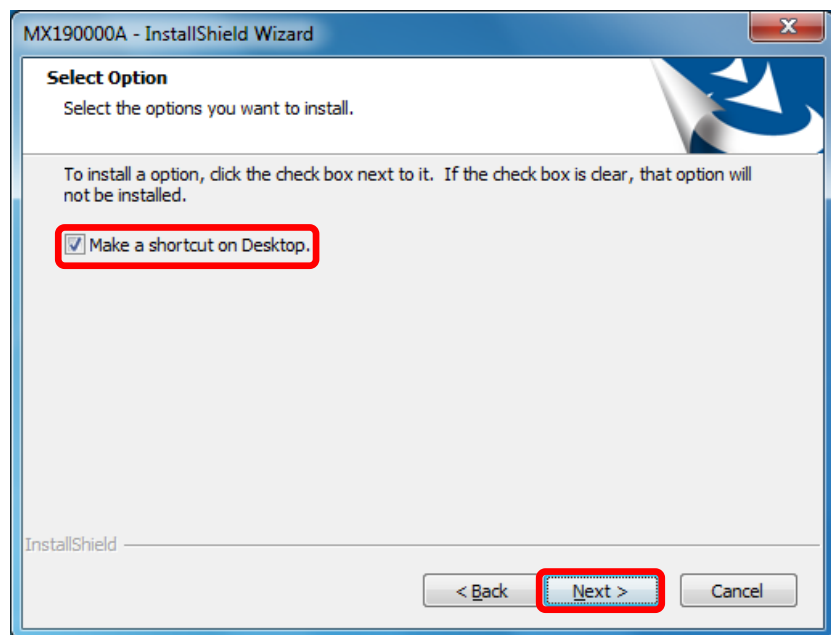 MX190000A - InstallShield Wizard
X
Select Option
Select the options you want to install.
To install a option, click the check box next to it.  If the check box is clear, that option will
not be installed.
Make a shortcut on Desktop.
InstallShield
< Back Next > Cancel